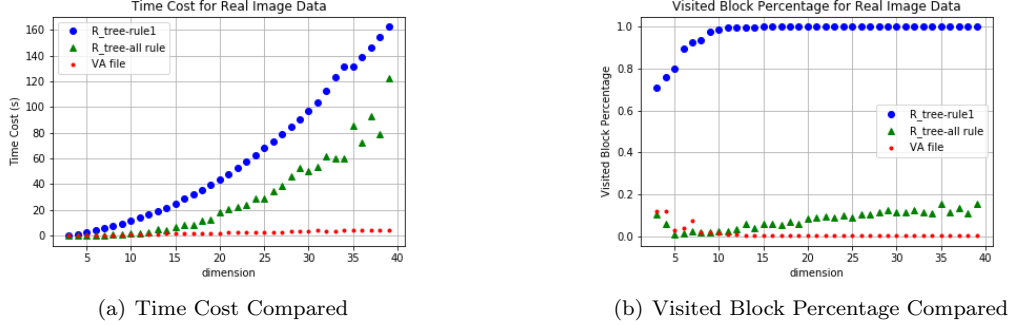 Time Cost for Real Image Data
160
140
120
100
80
60
40
20
0
Time Cost (s)
R_tree-rule1
R_tree-all rule
VA file
5 10 15 20 25 30 35 40
dimension
(a) Time Cost Compared
Visited Block Percentage for Real Image Data
1.0
0.8
0.6
0.4
0.2
0.0
Visited Block Percentage
R_tree-rule1
R_tree-all rule
VA file
5 10 15 20 25 30 35 40
dimension
(b) Visited Block Percentage Compared